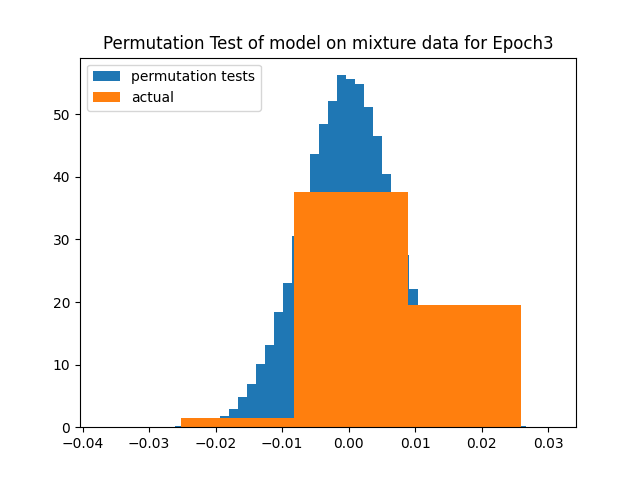 Permutation Test of model on mixture data for Epoch3
permutation tests
actual
50
40
30
20
10
0
−0.04 −0.03 −0.02 −0.01 0.00 0.01 0.02 0.03